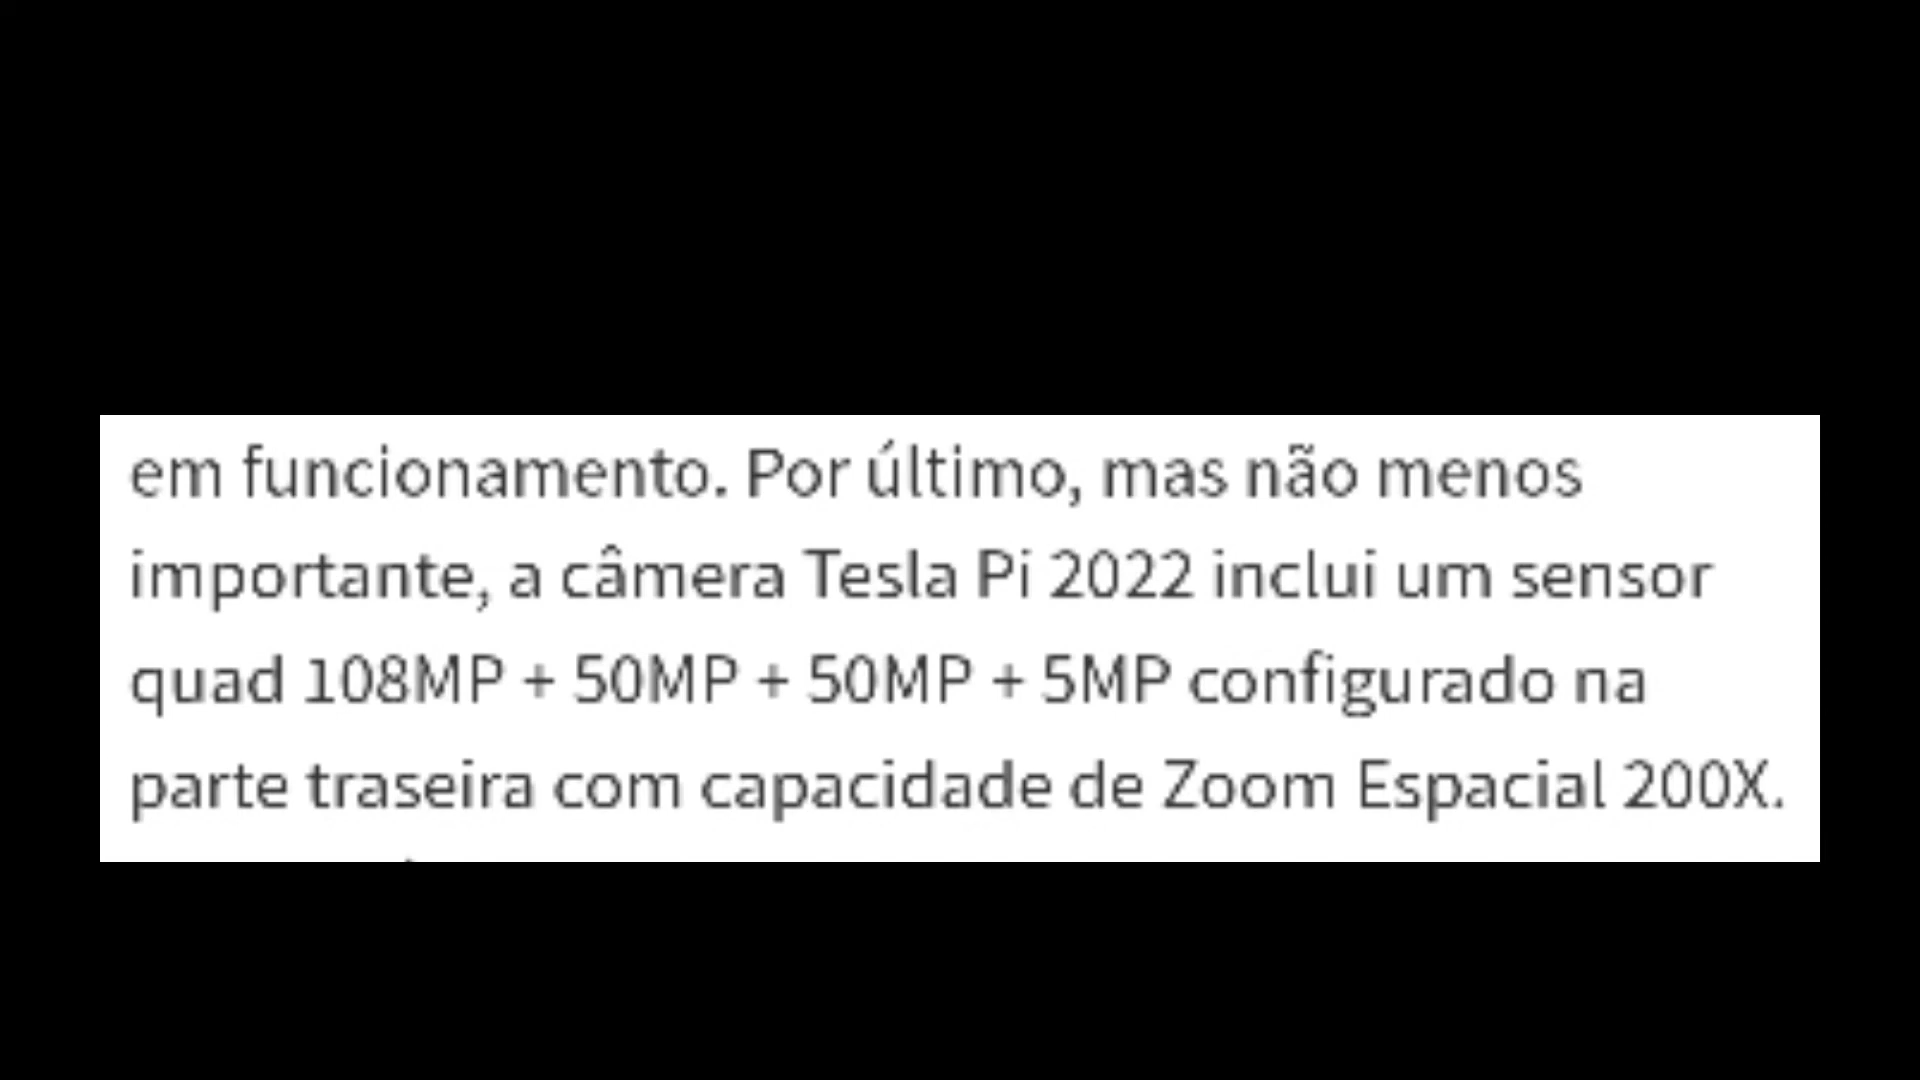 em funcionamento. Por último, mas não menos
importante, a câmera Tesla Pi 2022 inclui um sensor
quad 108MP + 50MP + 50MP + 5MP configurado na
parte traseira com capacidade de Zoom Espacial 200X.